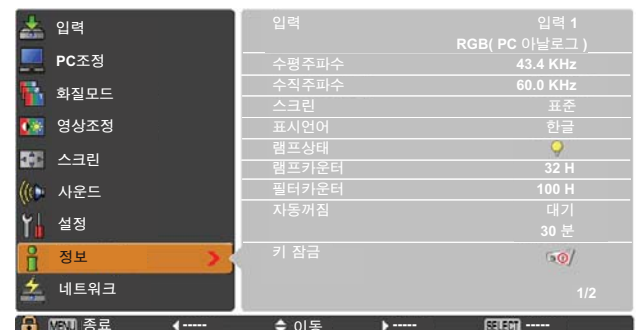 입력
PC조정
화질모드
영상조정
스크린
사운드
설정
정보
네트워크
입력 입력 1
RGB( PC 아날로그 )
수평주파수 43.4 KHz
수직주파수 60.0 KHz
스크린 표준
표시언어 한글
램프상태
램프카운터 32 H
필터카운터 100 H
자동꺼짐 대기
30 분
키 잠금
1/2
MENU 종료 ----- 이동 ----- SELECT -----